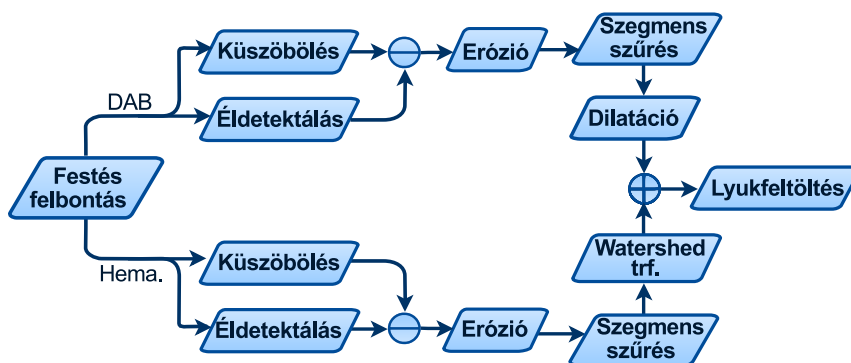 Küszöbölés
Erózió
Szegmens
szűrés
DAB
Éldetektálás
Dilatáció
Festés
felbontás
Lyukfeltöltés
Hema.
Küszöbölés
Watershed
trf.
Éldetektálás
Erózió
Szegmens
szűrés